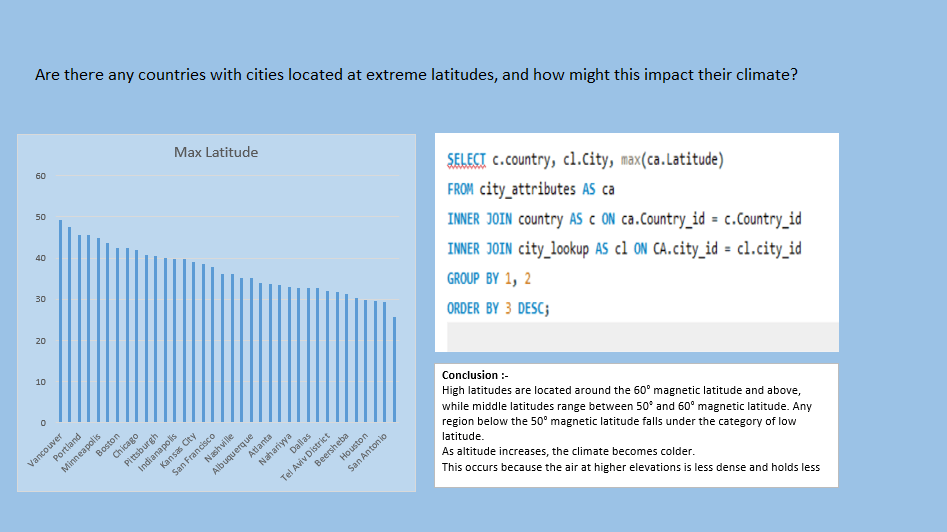 Are there any countries with cities located at extreme latitudes, and how might this impact their climate?
Max Latitude
60
50
40
30
20
10
0
Vancouver
Portland
Minneapolis
Boston
Chicago
Pittsburgh
Indianapolis
Kansas City
San Francisco
Nashville
Albuquerque
Atlanta
Nahariyya
Dallas
Tel Aviv District
Beersheba
Houston
San Antonio
SELECT c.country, cl.City, max(ca.Latitude)
FROM city_attributes AS ca
INNER JOIN country AS c ON ca.Country_id = c.Country_id
INNER JOIN city_lookup AS cl ON CA.city_id = cl.city_id
GROUP BY 1, 2
ORDER BY 3 DESC;
Conclusion :-
High latitudes are located around the 60° magnetic latitude and above,
while middle latitudes range between 50° and 60° magnetic latitude. Any
region below the 50° magnetic latitude falls under the category of low
latitude.
As altitude increases, the climate becomes colder.
This occurs because the air at higher elevations is less dense and holds less